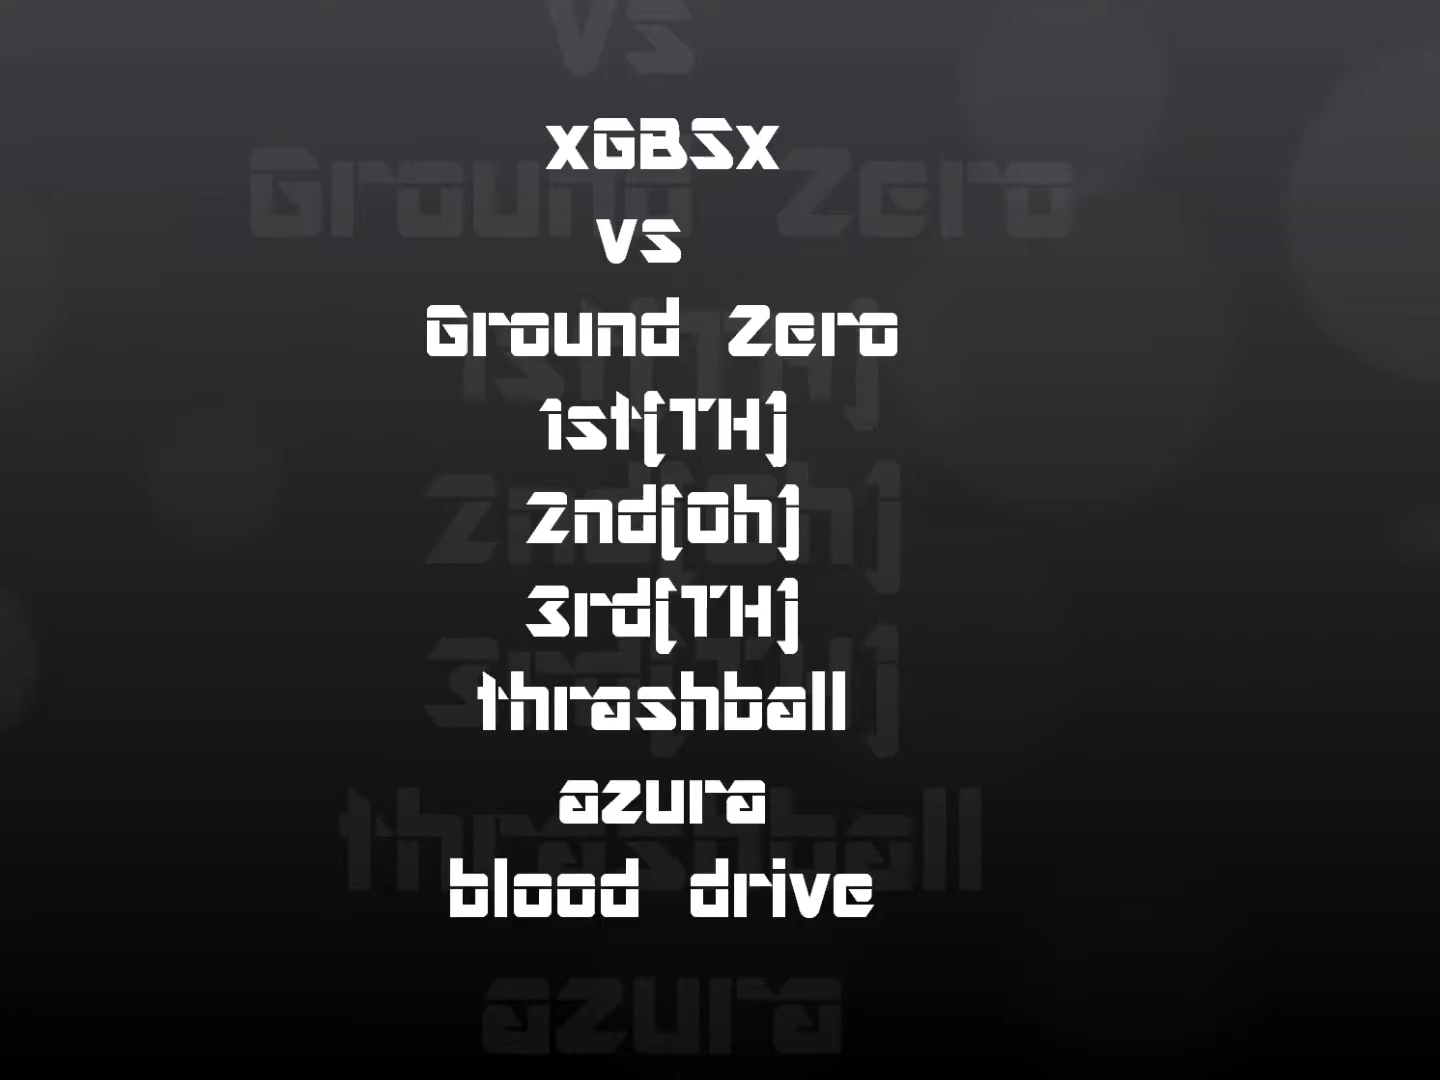 xGBSx
vs
Ground Zero
1st(TH)
2nd(Oh)
3rd(TH)
thrashball
azura
blood drive